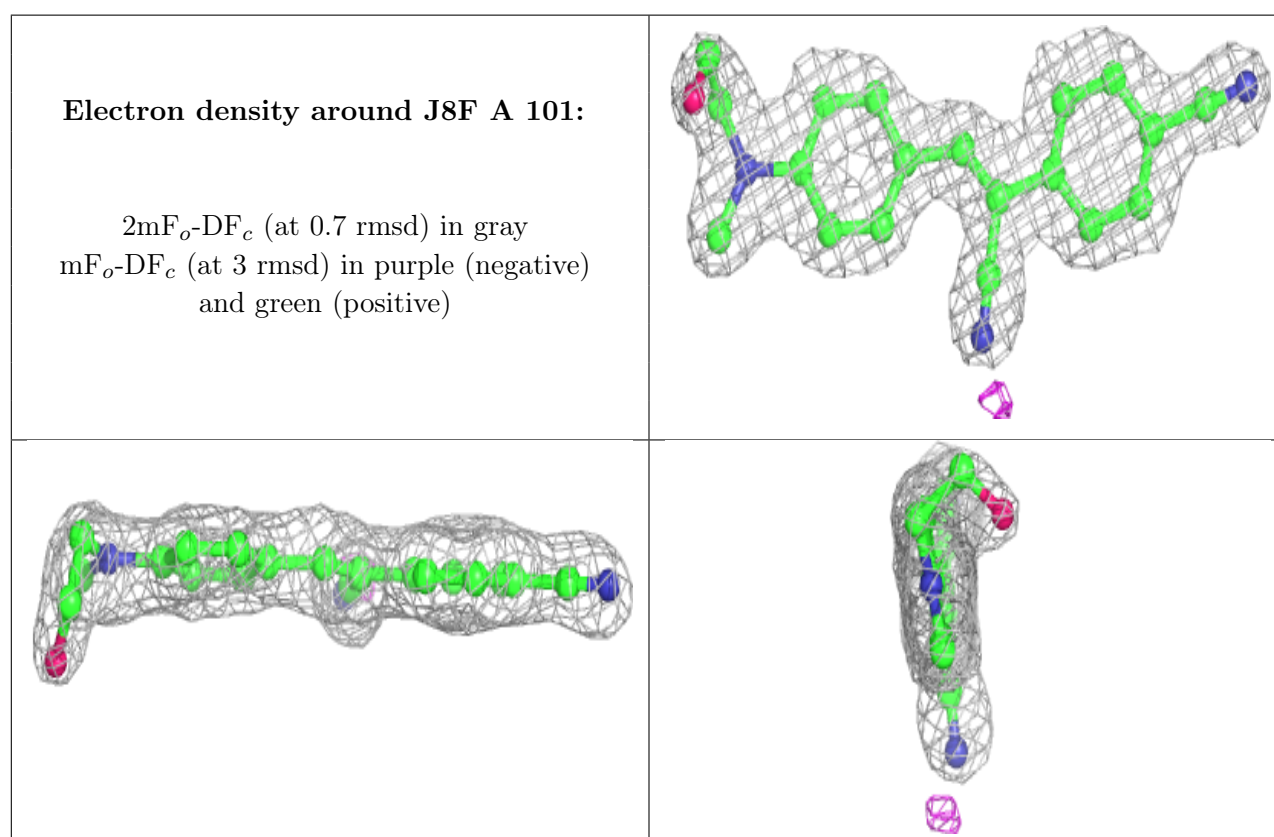 Electron density around J8F A 101:
2mFo-DFc (at 0.7 rmsd) in gray
mFo-DFc (at 3 rmsd) in purple (negative)
and green (positive)